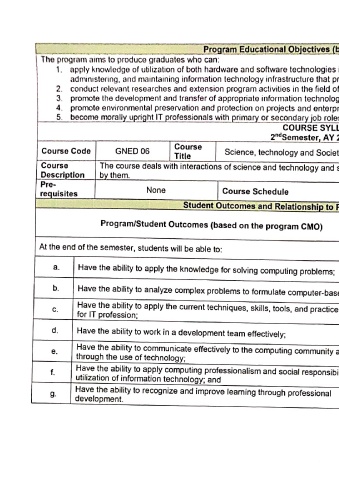 Program Educational Objectives (b
The program aims to produce graduates who can:
1. apply knowledge of utilization of both hardware and software technologies
administering, and maintaining information technology infrastructure that pr
2. conduct relevant researches and extension program activities in the field of
3. promote the development and transfer of appropriate information technolog
4. promote environmental preservation and protection on projects and enterpr
5. become morally upright IT professionals with primary or secondary job roles
COURSE SYLL
2nd Semester, AY 2
Course Code GNED 06 Course Title Science, technology and Societ
Course Description The course deals with interactions of science and technology and s
by them.
Pre-requisites None Course Schedule
Student Outcomes and Relationship to P
Program/Student Outcomes (based on the program CMO)
At the end of the semester, students will be able to:
a. Have the ability to apply the knowledge for solving computing problems;
b. Have the ability to analyze complex problems to formulate computer-base
c. Have the ability to apply the current techniques, skills, tools, and practice
for IT profession;
d. Have the ability to work in a development team effectively;
e. Have the ability to communicate effectively to the computing community a
through the use of technology;
f. Have the ability to apply computing professionalism and social responsibi
utilization of information technology; and
g. Have the ability to recognize and improve learning through professional
development.